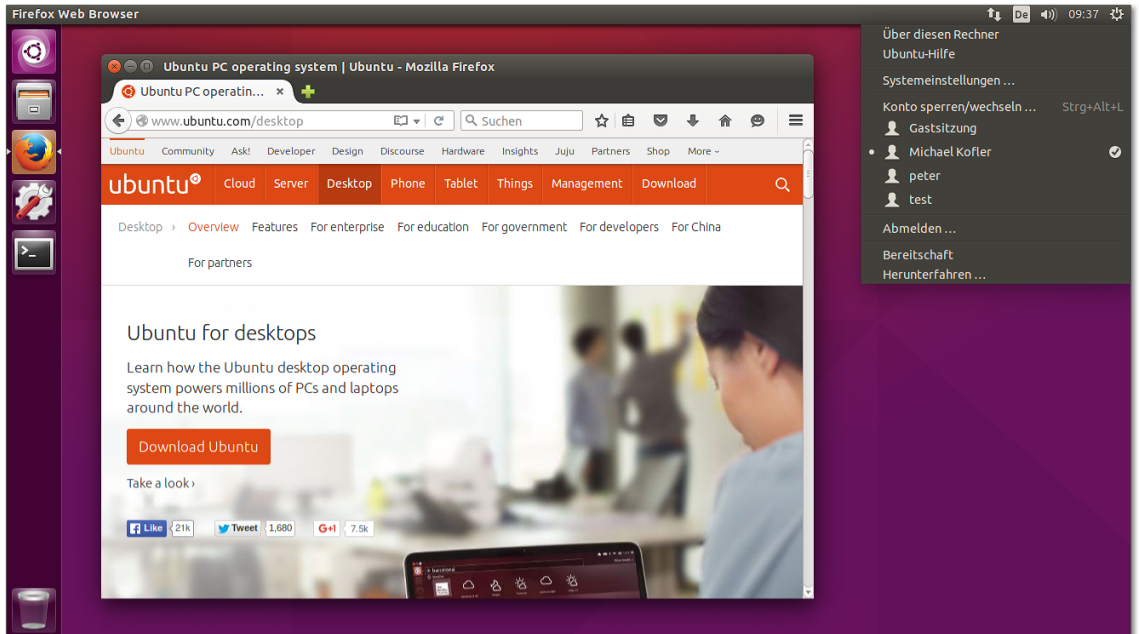 Firefox Web Browser
De
09:37
Über diesen Rechner
Ubuntu-Hilfe
Systemeinstellungen ...
Konto sperren/wechseln ... Strg+Alt+L
Gastsitzung
Michael Kofler
peter
test
Abmelden ...
Bereitschaft
Herunterfahren ...
Ubuntu PC operating system | Ubuntu - Mozilla Firefox
Ubuntu PC operatin...
www.ubuntu.com/desktop
Suchen
Ubuntu Community Ask! Developer Design Discourse Hardware Insights Juju Partners Shop More
ubuntu Cloud Server Desktop Phone Tablet Things Management Download
Desktop › Overview Features For enterprise For education For government For developers For China
For partners
Ubuntu for desktops
Learn how the Ubuntu desktop operating
system powers millions of PCs and laptops
around the world.
Download Ubuntu
Take a look ›
Like 21k Tweet 1,680 G+1 7.5k
barcelona